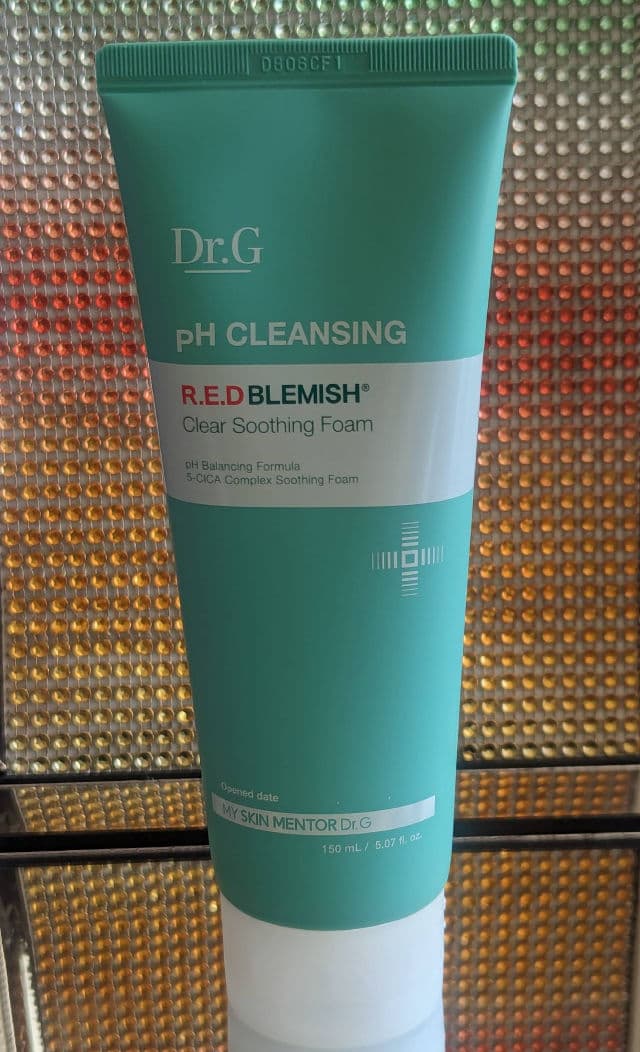 0806CF1
Dr.G
pH CLEANSING
R.E.D BLEMISH®
Clear Soothing Foam
pH Balancing Formula
5-CICA Complex Soothing Foam
Opened date
MY SKIN MENTOR Dr.G
150 mL / 5.07 fl. oz.